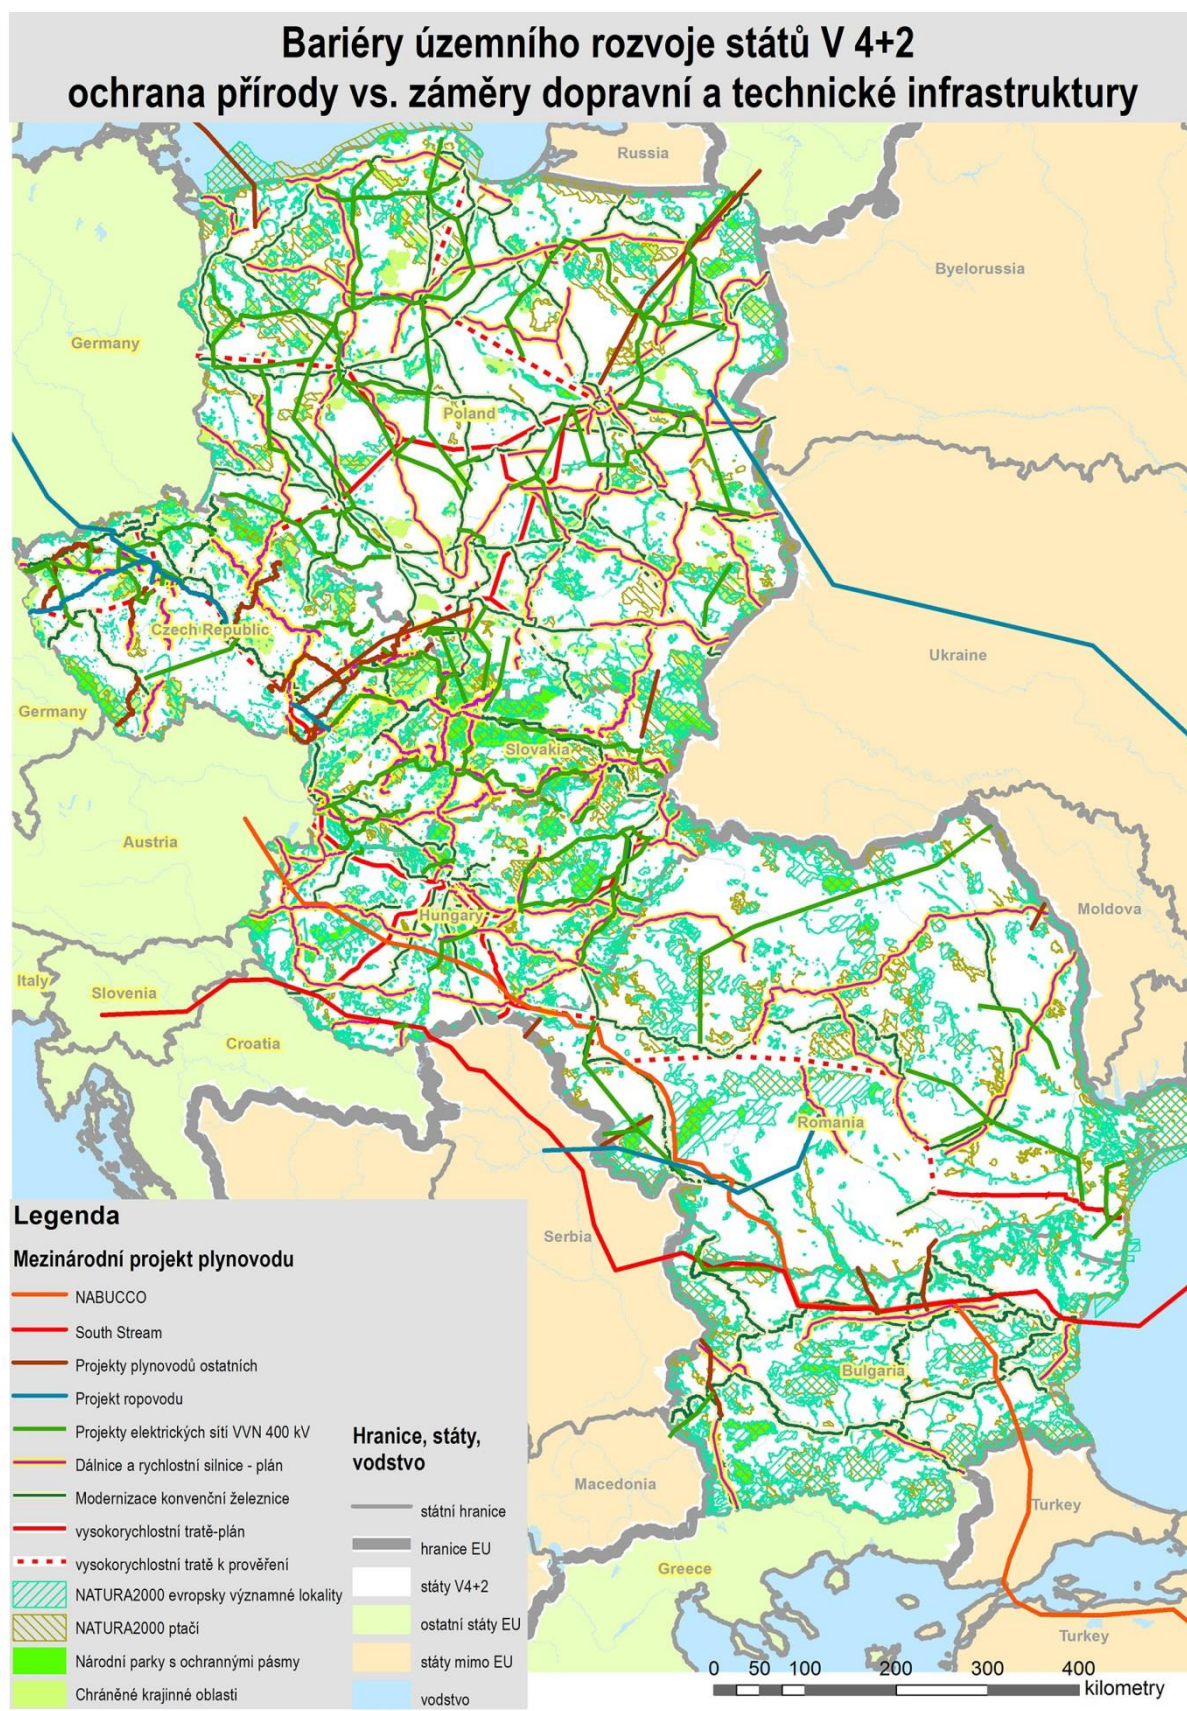 Bariéry územního rozvoje států V 4+2
ochrana přírody vs. záměry dopravní a technické infrastruktury
Russia
Byelorussia
Germany
Poland
Czech Republic
Ukraine
Germany
Slovakia
Austria
Hungary
Moldova
Italy
Slovenia
Croatia
Romania
Serbia
Bulgaria
Macedonia
Turkey
Greece
Turkey
Legenda
Mezinárodní projekt plynovodu
NABUCCO
South Stream
Projekty plynovodů ostatních
Projekt ropovodu
Projekty elektrických sítí VVN 400 kV
Dálnice a rychlostní silnice - plán
Modernizace konvenční železnice
vysokorychlostní tratě-plán
vysokorychlostní tratě k prověření
NATURA2000 evropsky významné lokality
NATURA2000 ptačí
Národní parky s ochrannými pásmy
Chráněné krajinné oblasti
Hranice, státy,
vodstvo
státní hranice
hranice EU
státy V4+2
ostatní státy EU
státy mimo EU
vodstvo
0 50 100 200 300 400
kilometry